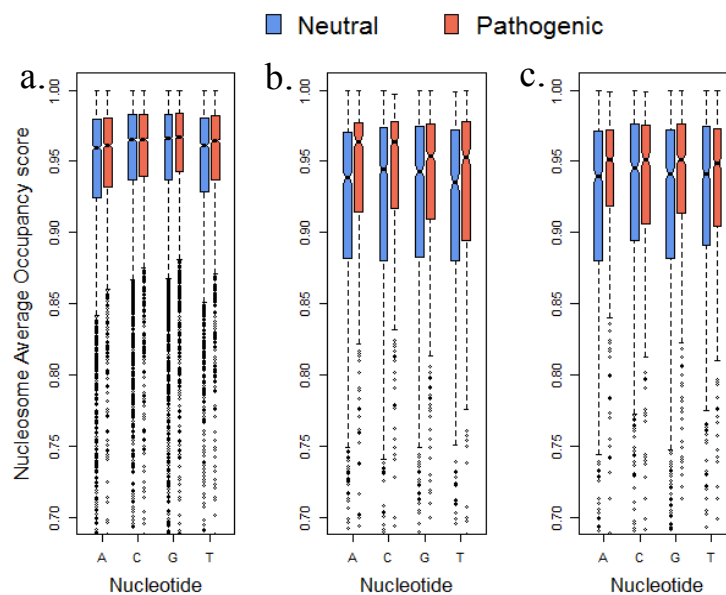 Neutral Pathogenic
a. b. c.
Nucleosome Average Occupancy score
1.00 0.95 0.90 0.85 0.80 0.75 0.70
1.00 0.95 0.90 0.85 0.80 0.75 0.70
1.00 0.95 0.90 0.85 0.80 0.75 0.70
A C G T A C G T A C G T
Nucleotide Nucleotide Nucleotide